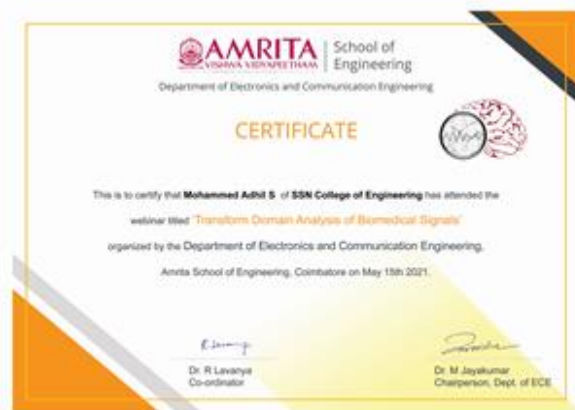 AMRITA
VISHWA VIDYAPEETHAM
School of
Engineering
Department of Electronics and Communication Engineering
CERTIFICATE
This is to certify that Mohammed Adhil S of SSN College of Engineering has attended the
webinar titled 'Transform Domain Analysis of Biomedical Signals'
organized by the Department of Electronics and Communication Engineering,
Amrita School of Engineering, Coimbatore on May 15th 2021.
Dr. R Lavanya
Co-ordinator
Dr. M Jayakumar
Chairperson, Dept. of ECE